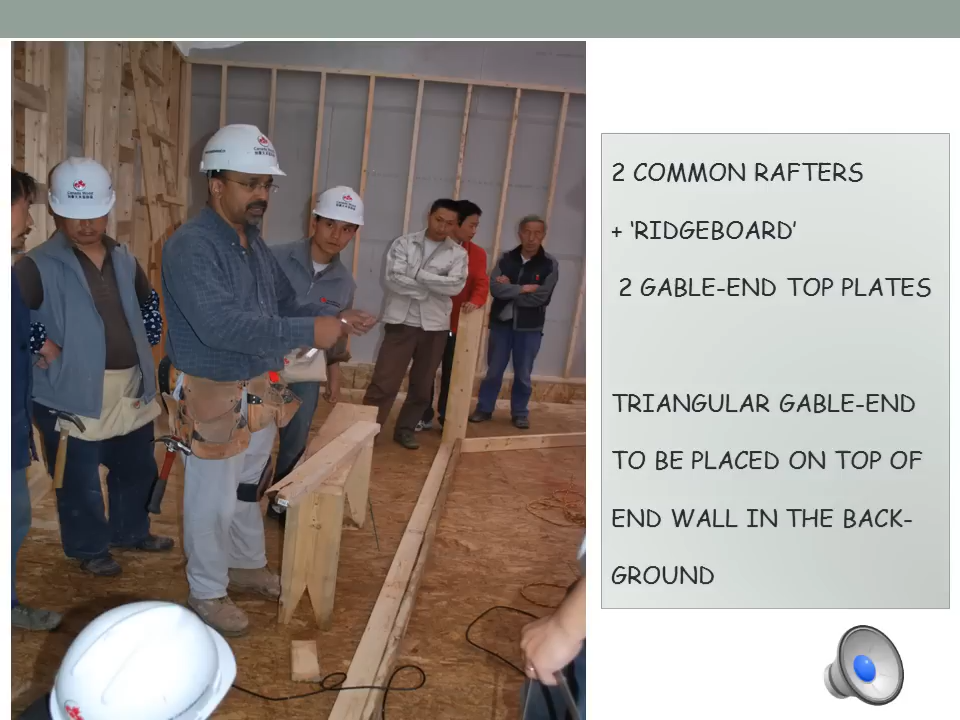 2 COMMON RAFTERS
+ ‘RIDGEBOARD’
2 GABLE-END TOP PLATES
TRIANGULAR GABLE-END
TO BE PLACED ON TOP OF
END WALL IN THE BACK-
GROUND